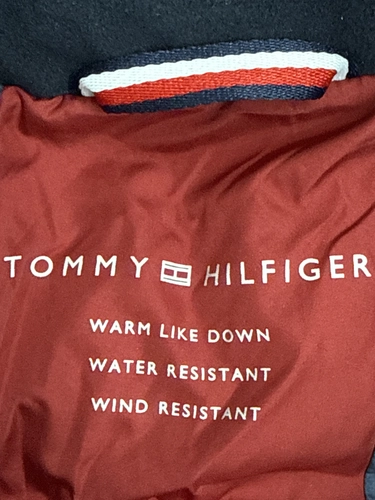 TOMMY HILFIGER
WARM LIKE DOWN
WATER RESISTANT
WIND RESISTANT